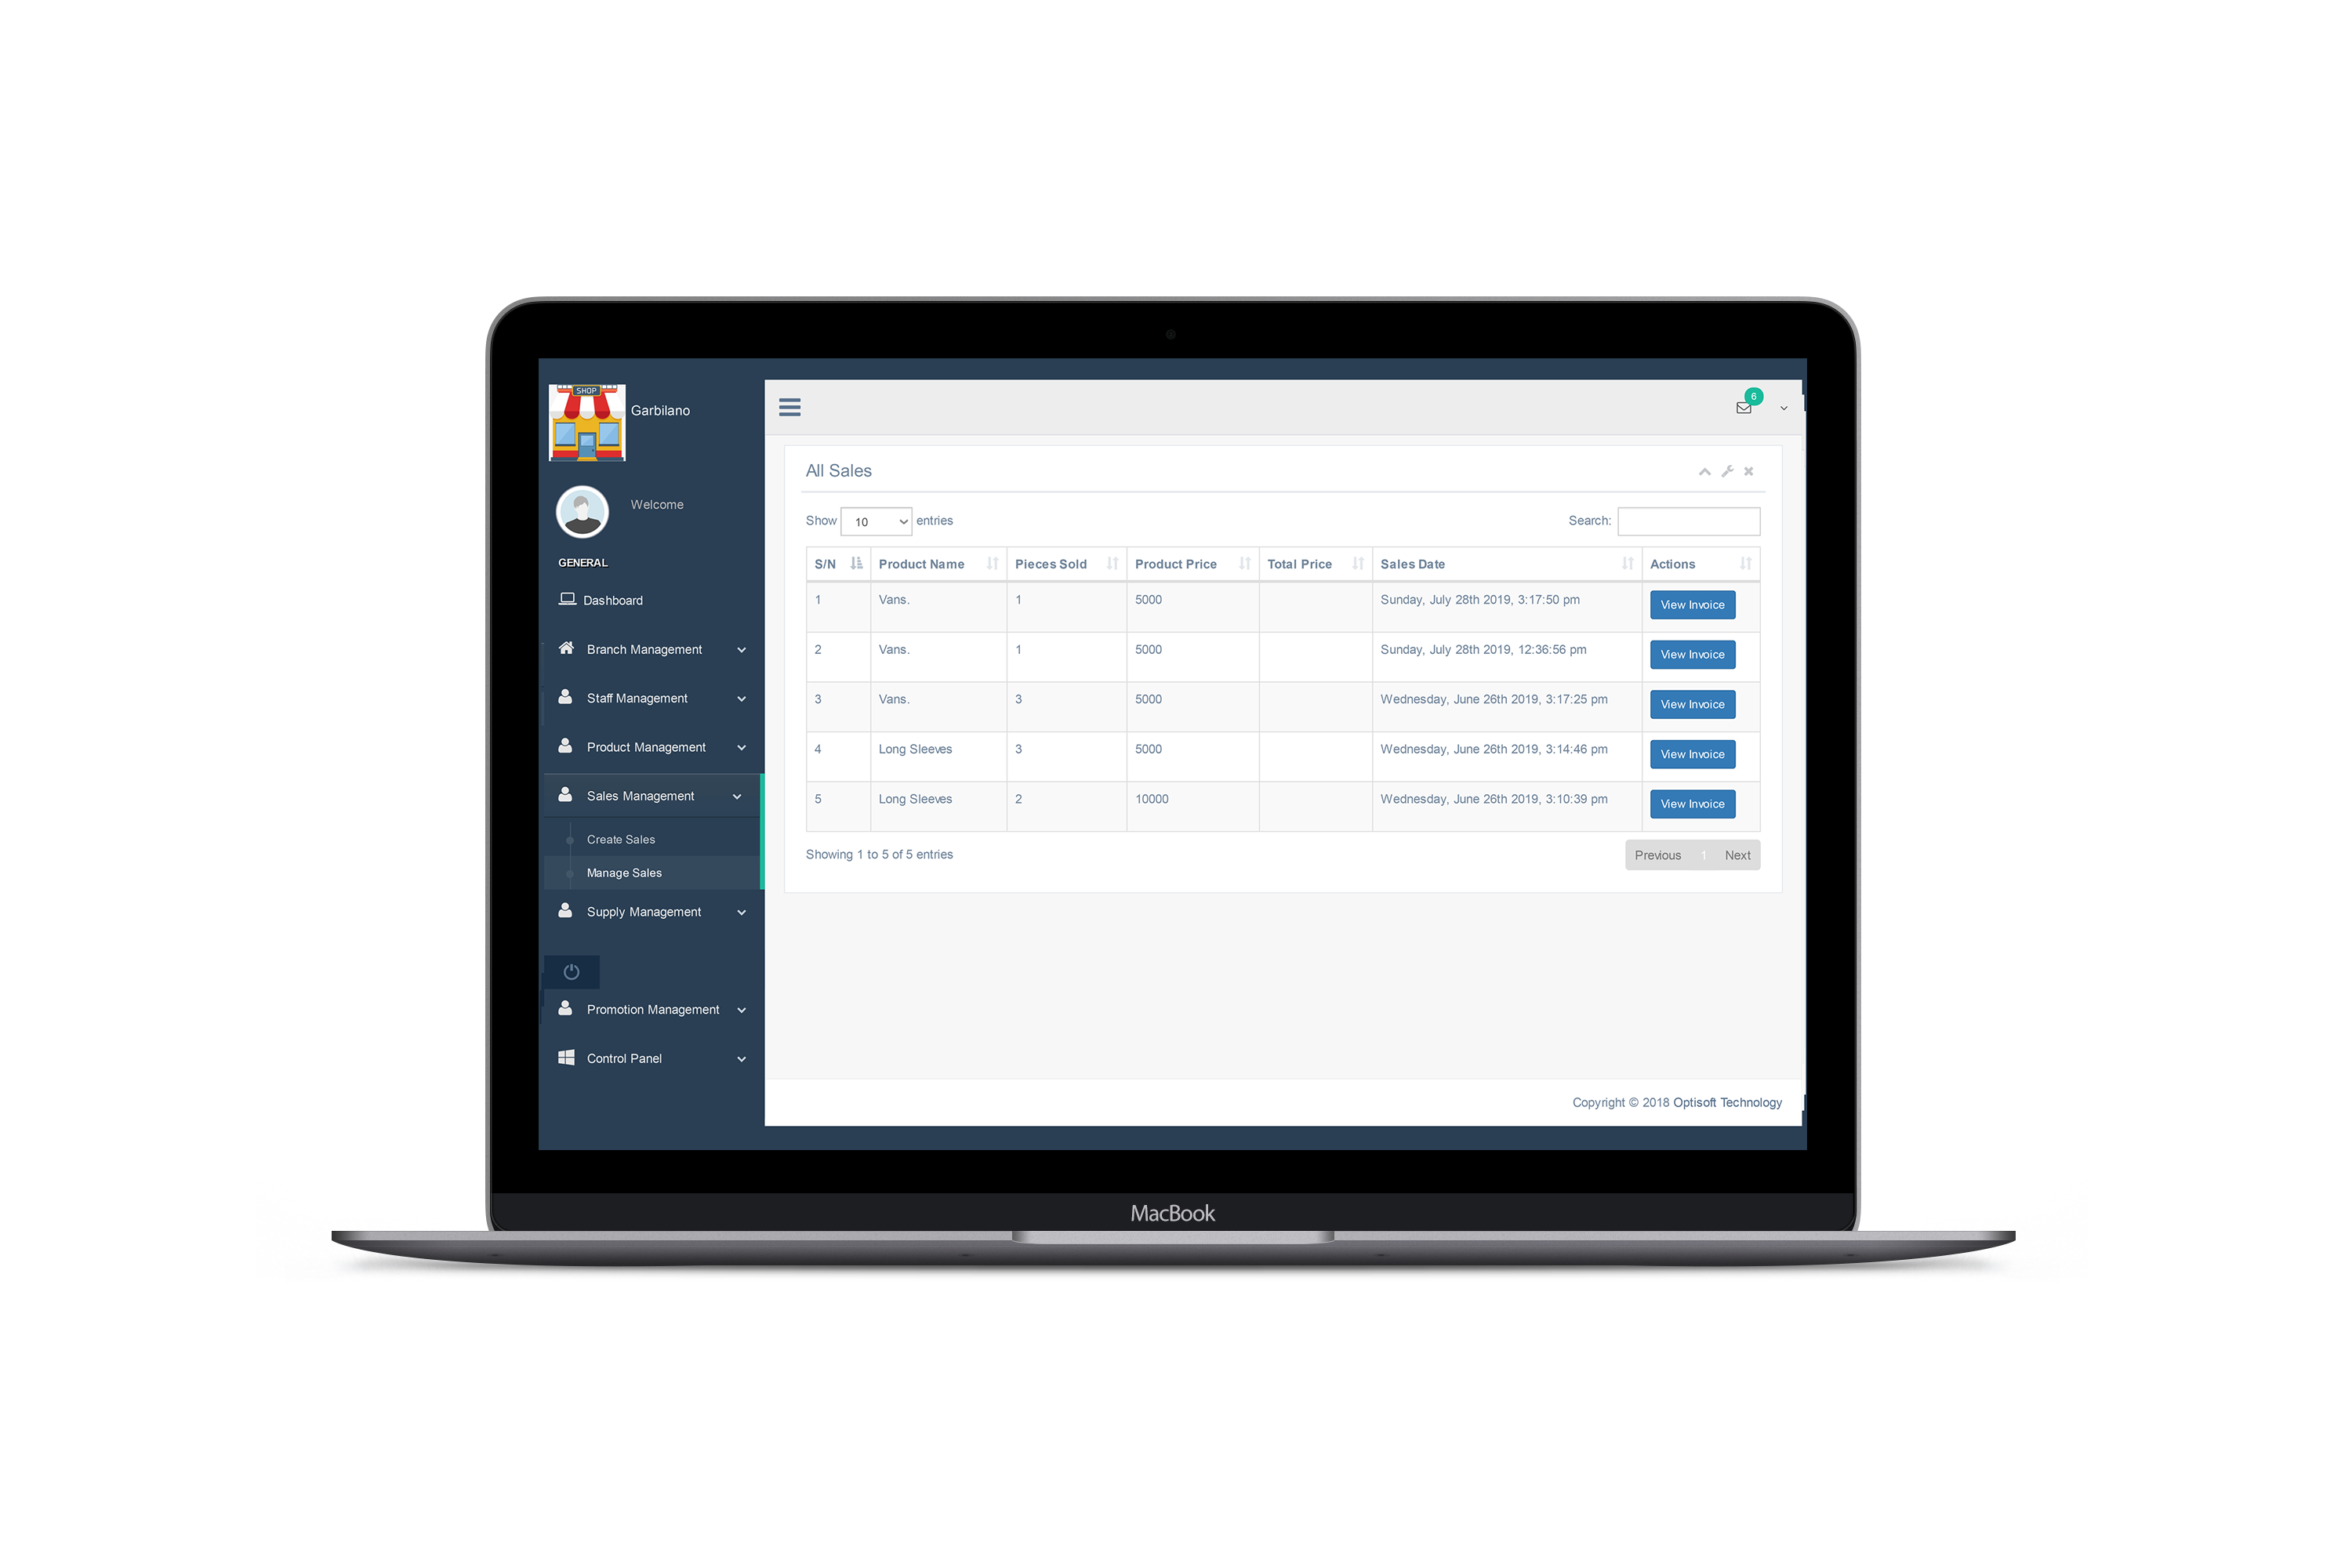 SHOP
Garbilano
Welcome
GENERAL
Dashboard
Branch Management
Staff Management
Product Management
Sales Management
Create Sales
Manage Sales
Supply Management
Promotion Management
Control Panel
6
All Sales
Show 10 entries Search:
S/N Product Name Pieces Sold Product Price Total Price Sales Date Actions
1 Vans. 1 5000 Sunday, July 28th 2019, 3:17:50 pm View Invoice
2 Vans. 1 5000 Sunday, July 28th 2019, 12:36:56 pm View Invoice
3 Vans. 3 5000 Wednesday, June 26th 2019, 3:17:25 pm View Invoice
4 Long Sleeves 3 5000 Wednesday, June 26th 2019, 3:14:46 pm View Invoice
5 Long Sleeves 2 10000 Wednesday, June 26th 2019, 3:10:39 pm View Invoice
Showing 1 to 5 of 5 entries Previous 1 Next
Copyright © 2018 Optisoft Technology
MacBook